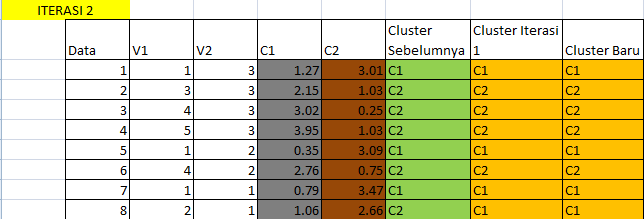 ITERASI 2
Data V1 V2 C1 C2 Cluster Sebelumnya Cluster Iterasi 1 Cluster Baru
1 1 3 1.27 3.01 C1 C1 C1
2 3 3 2.15 1.03 C2 C2 C2
3 4 3 3.02 0.25 C2 C2 C2
4 5 3 3.95 1.03 C2 C2 C2
5 1 2 0.35 3.09 C1 C1 C1
6 4 2 2.76 0.75 C2 C2 C2
7 1 1 0.79 3.47 C1 C1 C1
8 2 1 1.06 2.66 C2 C1 C1